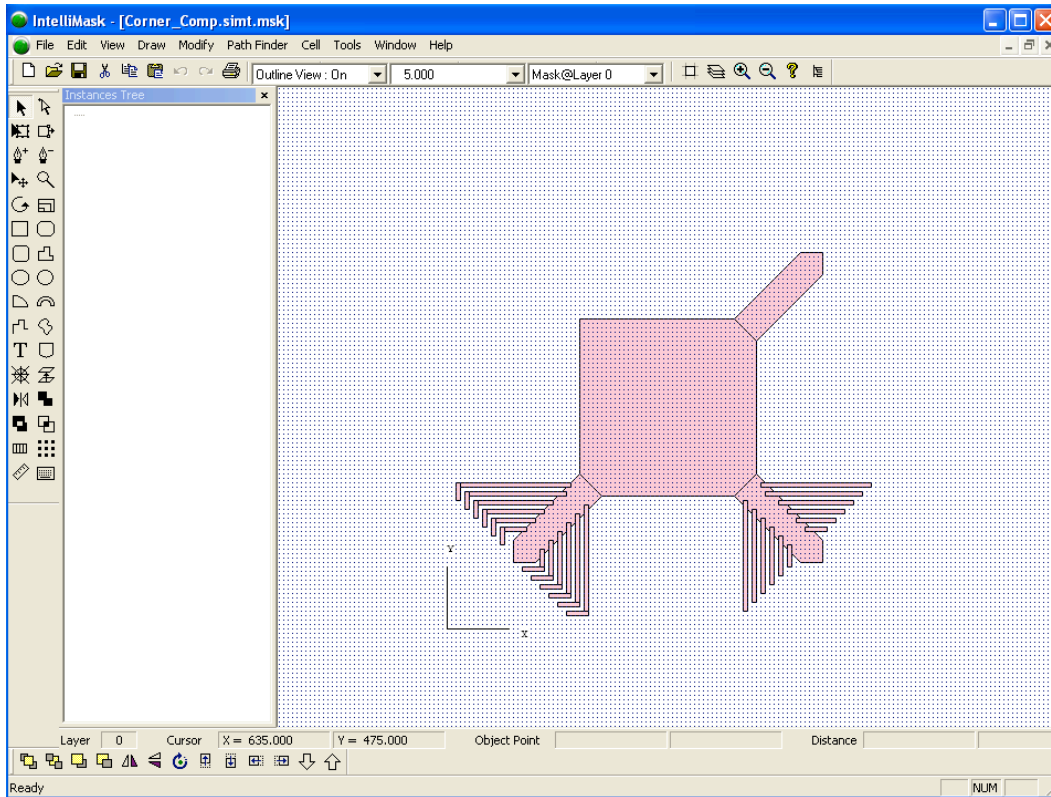 IntelliMask - [Corner_Comp.simt.msk]
File Edit View Draw Modify Path Finder Cell Tools Window Help
Outline View : On 5.000 Mask@Layer 0
Instances Tree
T
Y
X
Layer 0 Cursor X = 635.000 Y = 475.000 Object Point Distance
Ready NUM